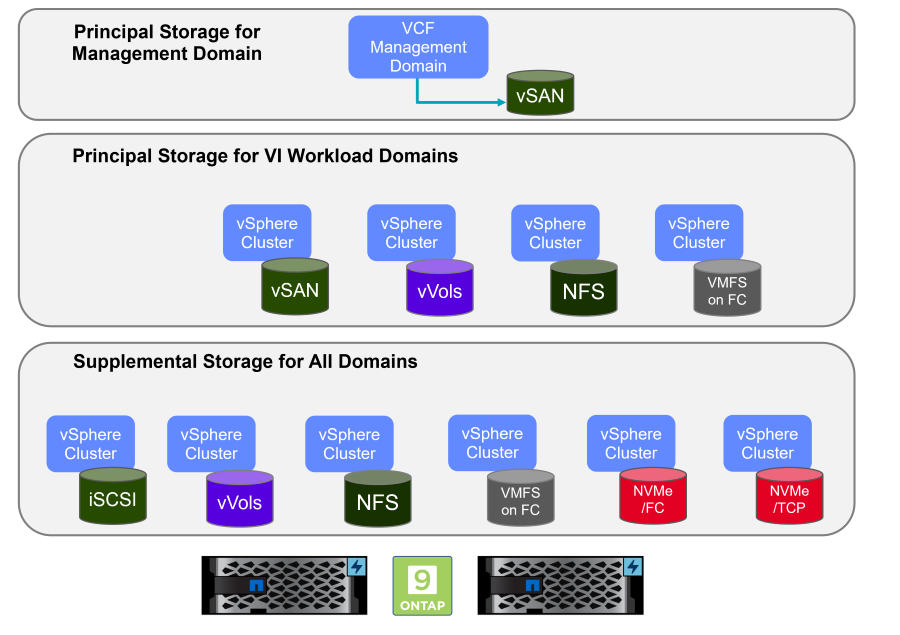 Principal Storage for
Management Domain
VCF
Management
Domain
vSAN
Principal Storage for VI Workload Domains
vSphere
Cluster
vSAN
vSphere
Cluster
vVols
vSphere
Cluster
NFS
vSphere
Cluster
VMFS
on FC
Supplemental Storage for All Domains
vSphere
Cluster
iSCSI
vSphere
Cluster
vVols
vSphere
Cluster
NFS
vSphere
Cluster
VMFS
on FC
vSphere
Cluster
NVMe
/FC
vSphere
Cluster
NVMe
/TCP
9
ONTAP